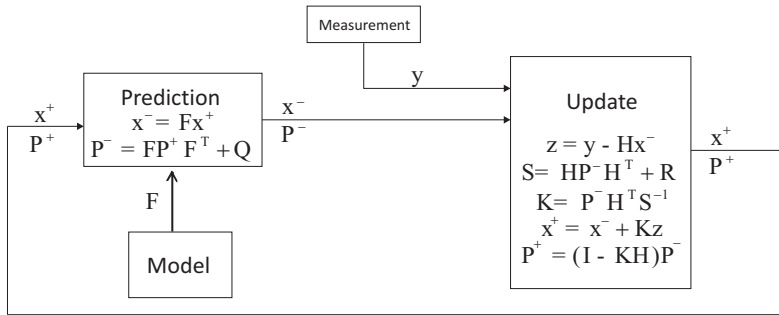 Measurement
y
x⁺
P⁺
Prediction
x⁻= Fx⁺
P⁻ = FP⁺ Fᵀ + Q
x⁻
P⁻
F
Model
Update
z = y - Hx⁻
S= HP⁻Hᵀ + R
K= P⁻HᵀS⁻¹
x⁺ = x⁻ + Kz
P⁺ = (I - KH)P⁻
x⁺
P⁺